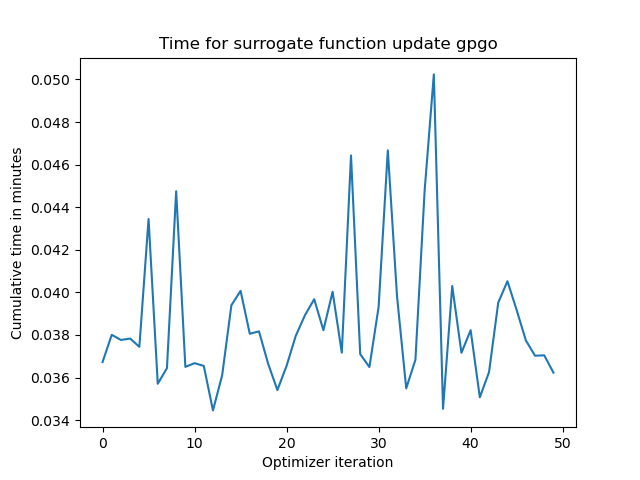 Time for surrogate function update gpgo
Cumulative time in minutes
0.050
0.048
0.046
0.044
0.042
0.040
0.038
0.036
0.034
0 10 20 30 40 50
Optimizer iteration